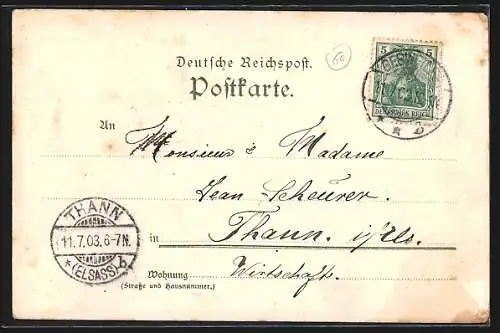 Deutsche Reichspost.
Postkarte.
60
5 5
DEUTSCHES REICH
An
Monsieur & Madame
Jean Scheurer.
in Thann. i/Els.
Wirtschaft.
Wohnung
(Straße und Hausnummer.)
THANN
11.7.03.6-7N.
* (ELSASS) b